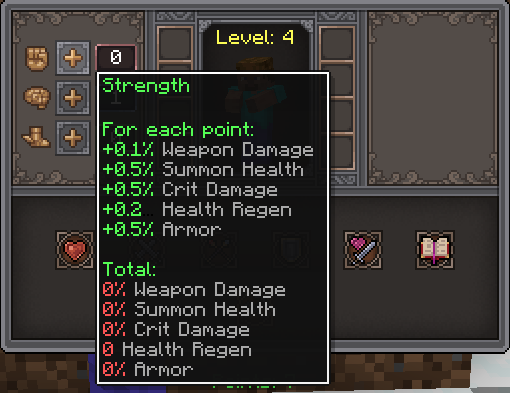 Level: 4
0
Strength
For each point:
+0.1% Weapon Damage
+0.5% Summon Health
+0.5% Crit Damage
+0.2 Health Regen
+0.5% Armor
Total:
0% Weapon Damage
0% Summon Health
0% Crit Damage
0 Health Regen
0% Armor